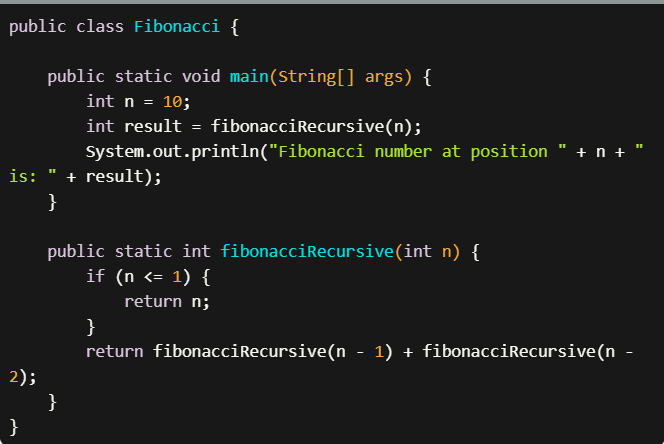 public class Fibonacci {
public static void main(String[] args) {
int n = 10;
int result = fibonacciRecursive(n);
System.out.println("Fibonacci number at position " + n + "
is: " + result);
}
public static int fibonacciRecursive(int n) {
if (n <= 1) {
return n;
}
return fibonacciRecursive(n - 1) + fibonacciRecursive(n -
2);
}
}